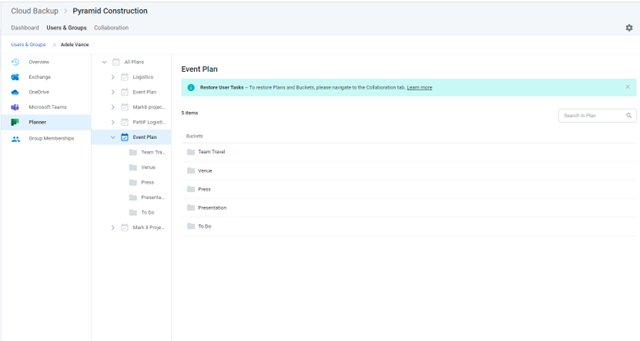 Cloud Backup > Pyramid Construction
Dashboard Users & Groups Collaboration
Users & Groups > Adele Vance
Overview
Exchange
OneDrive
Microsoft Teams
Planner
Group Memberships
All Plans
Logistics
Event Plan
Mark8 projec...
PattiF Logisti...
Event Plan
Team Tra...
Venue
Press
Presenta...
To Do
Mark 8 Proje...
Event Plan
Restore User Tasks – To restore Plans and Buckets, please navigate to the Collaboration tab. Learn more
5 items
Search in Plan
Buckets
Team Travel
Venue
Press
Presentation
To Do